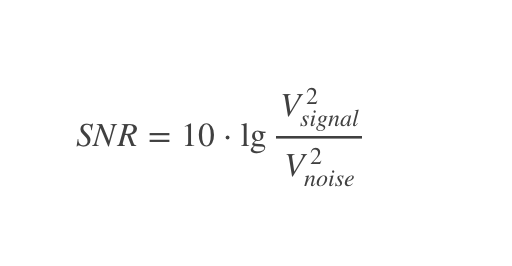 SNR = 10 · lg V²signal / V²noise